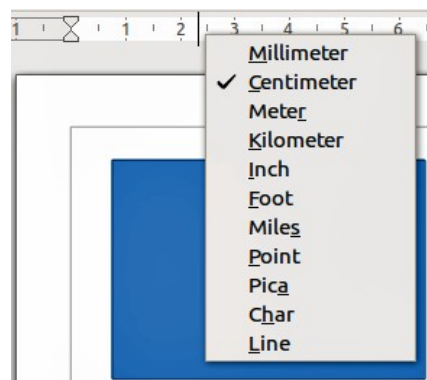 1 1 2 3 4 5 6
Millimeter
Centimeter
Meter
Kilometer
Inch
Foot
Miles
Point
Pica
Char
Line